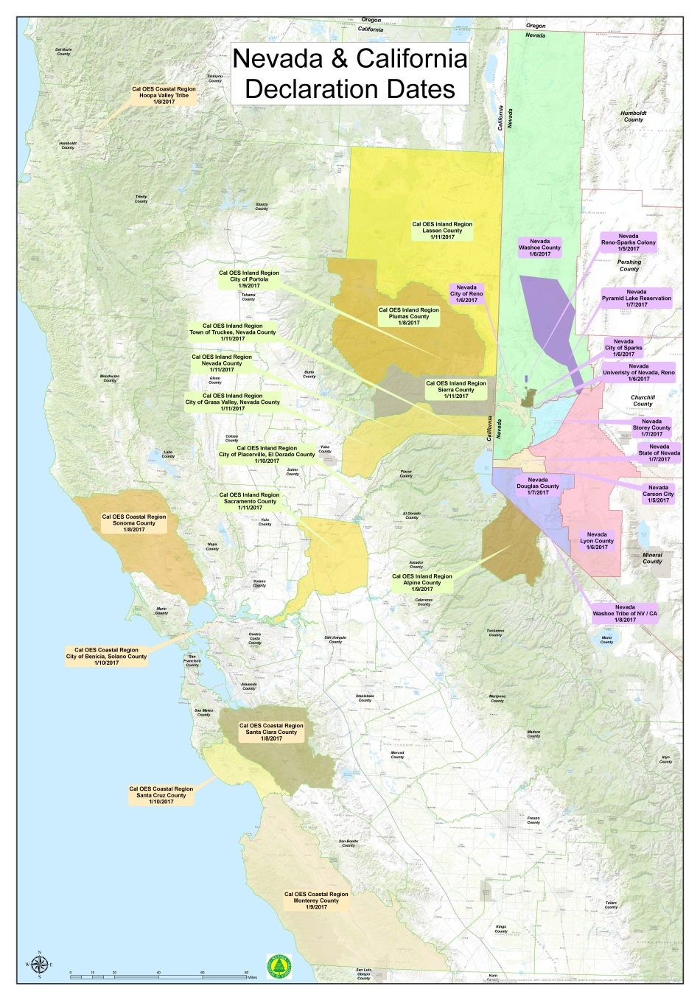 Oregon
California
Oregon
Nevada
Nevada & California
Declaration Dates
Del Norte
County
Siskiyou
County
Cal OES Coastal Region
Hoopa Valley Tribe
1/8/2017
California
Nevada
Humboldt
County
Humboldt
County
Trinity
County
Shasta
County
Cal OES Inland Region
Lassen County
1/11/2017
Nevada
Washoe County
1/6/2017
Nevada
Reno-Sparks Colony
1/5/2017
Pershing
County
Cal OES Inland Region
City of Portola
1/9/2017
Tehama
County
Nevada
City of Reno
1/6/2017
Nevada
Pyramid Lake Reservation
1/7/2017
Cal OES Inland Region
Plumas County
1/8/2017
Cal OES Inland Region
Town of Truckee, Nevada County
1/11/2017
Nevada
City of Sparks
1/6/2017
Cal OES Inland Region
Nevada County
1/11/2017
Nevada
Univeristy of Nevada, Reno
1/6/2017
Mendocino
County
Glenn
County
Butte
County
Cal OES Inland Region
Sierra County
1/11/2017
Cal OES Inland Region
City of Grass Valley, Nevada County
1/11/2017
Churchill
County
California
Nevada
Nevada
Storey County
1/7/2017
Colusa
County
Lake
County
Cal OES Inland Region
City of Placerville, El Dorado County
1/10/2017
Yuba
County
Nevada
State of Nevada
1/7/2017
Sutter
County
Placer
County
Nevada
Douglas County
1/7/2017
Nevada
Carson City
1/5/2017
Cal OES Inland Region
Sacramento County
1/11/2017
Cal OES Coastal Region
Sonoma County
1/8/2017
Yolo
County
El Dorado
County
Napa
County
Nevada
Lyon County
1/6/2017
Mineral
County
Amador
County
Solano
County
Cal OES Inland Region
Alpine County
1/9/2017
Calaveras
County
Marin
County
Nevada
Washoe Tribe of NV / CA
1/8/2017
Contra
Costa
County
San Joaquin
County
Tuolumne
County
Mono
County
Cal OES Coastal Region
City of Benicia, Solano County
1/10/2017
San
Francisco
County
Alameda
County
Stanislaus
County
Mariposa
County
San Mateo
County
Cal OES Coastal Region
Santa Clara County
1/8/2017
Madera
County
Merced
County
Inyo
County
Cal OES Coastal Region
Santa Cruz County
1/10/2017
Fresno
County
San Benito
County
Cal OES Coastal Region
Monterey County
1/9/2017
Tulare
County
Kings
County
N
W
E
S
0 10 20 40 60 80
Miles
San Luis
Obispo
County
Kern
County